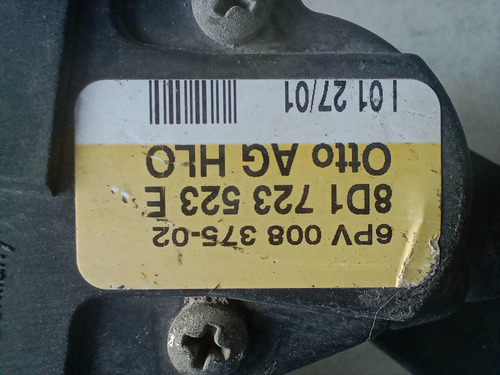 6PV 008 375-02
8D1 723 523 E
Otto AG HLO
I 01 27/01